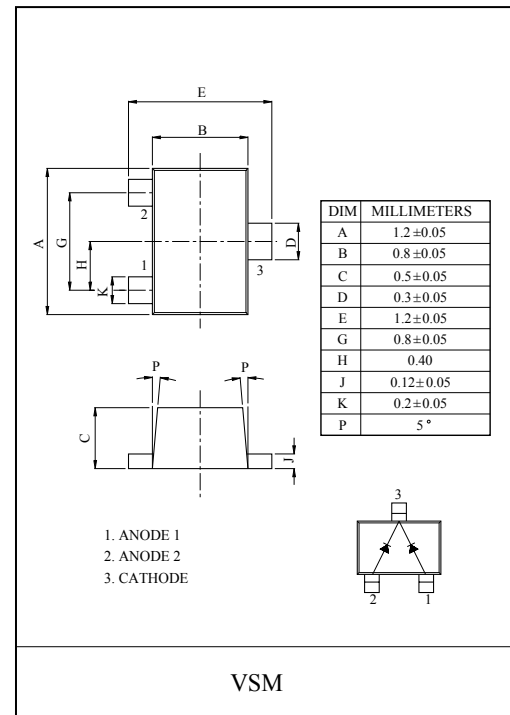 E
B
2
A
G
H
1
K
3
D
DIM MILLIMETERS
A 1.2±0.05
B 0.8±0.05
C 0.5±0.05
D 0.3±0.05
E 1.2±0.05
G 0.8±0.05
H 0.40
J 0.12±0.05
K 0.2±0.05
P 5°
P P
C
J
1. ANODE 1
2. ANODE 2
3. CATHODE
3
2 1
VSM